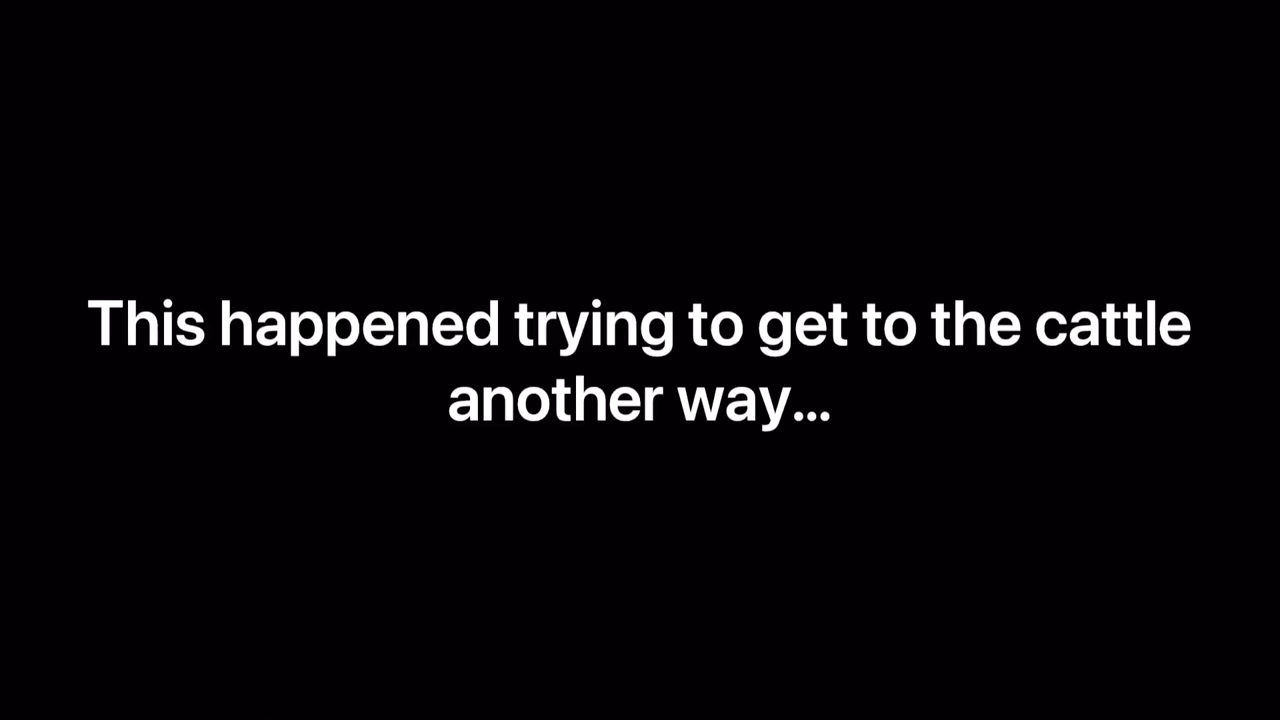 This happened trying to get to the cattle
another way...